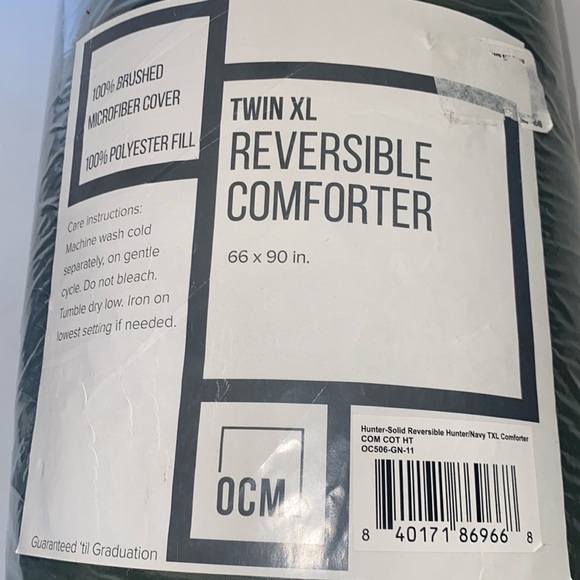 100% BRUSHED
MICROFIBER COVER
100% POLYESTER FILL
Care Instructions:
Machine wash cold
separately, on gentle
cycle. Do not bleach.
Tumble dry low. Iron on
lowest setting if needed.
TWIN XL
REVERSIBLE
COMFORTER
66 x 90 in.
OCM
Guaranteed 'til Graduation
Hunter-Solid Reversible Hunter/Navy TXL Comforter
COM COT HT
OC506-GN-11
8 40171 86966 8